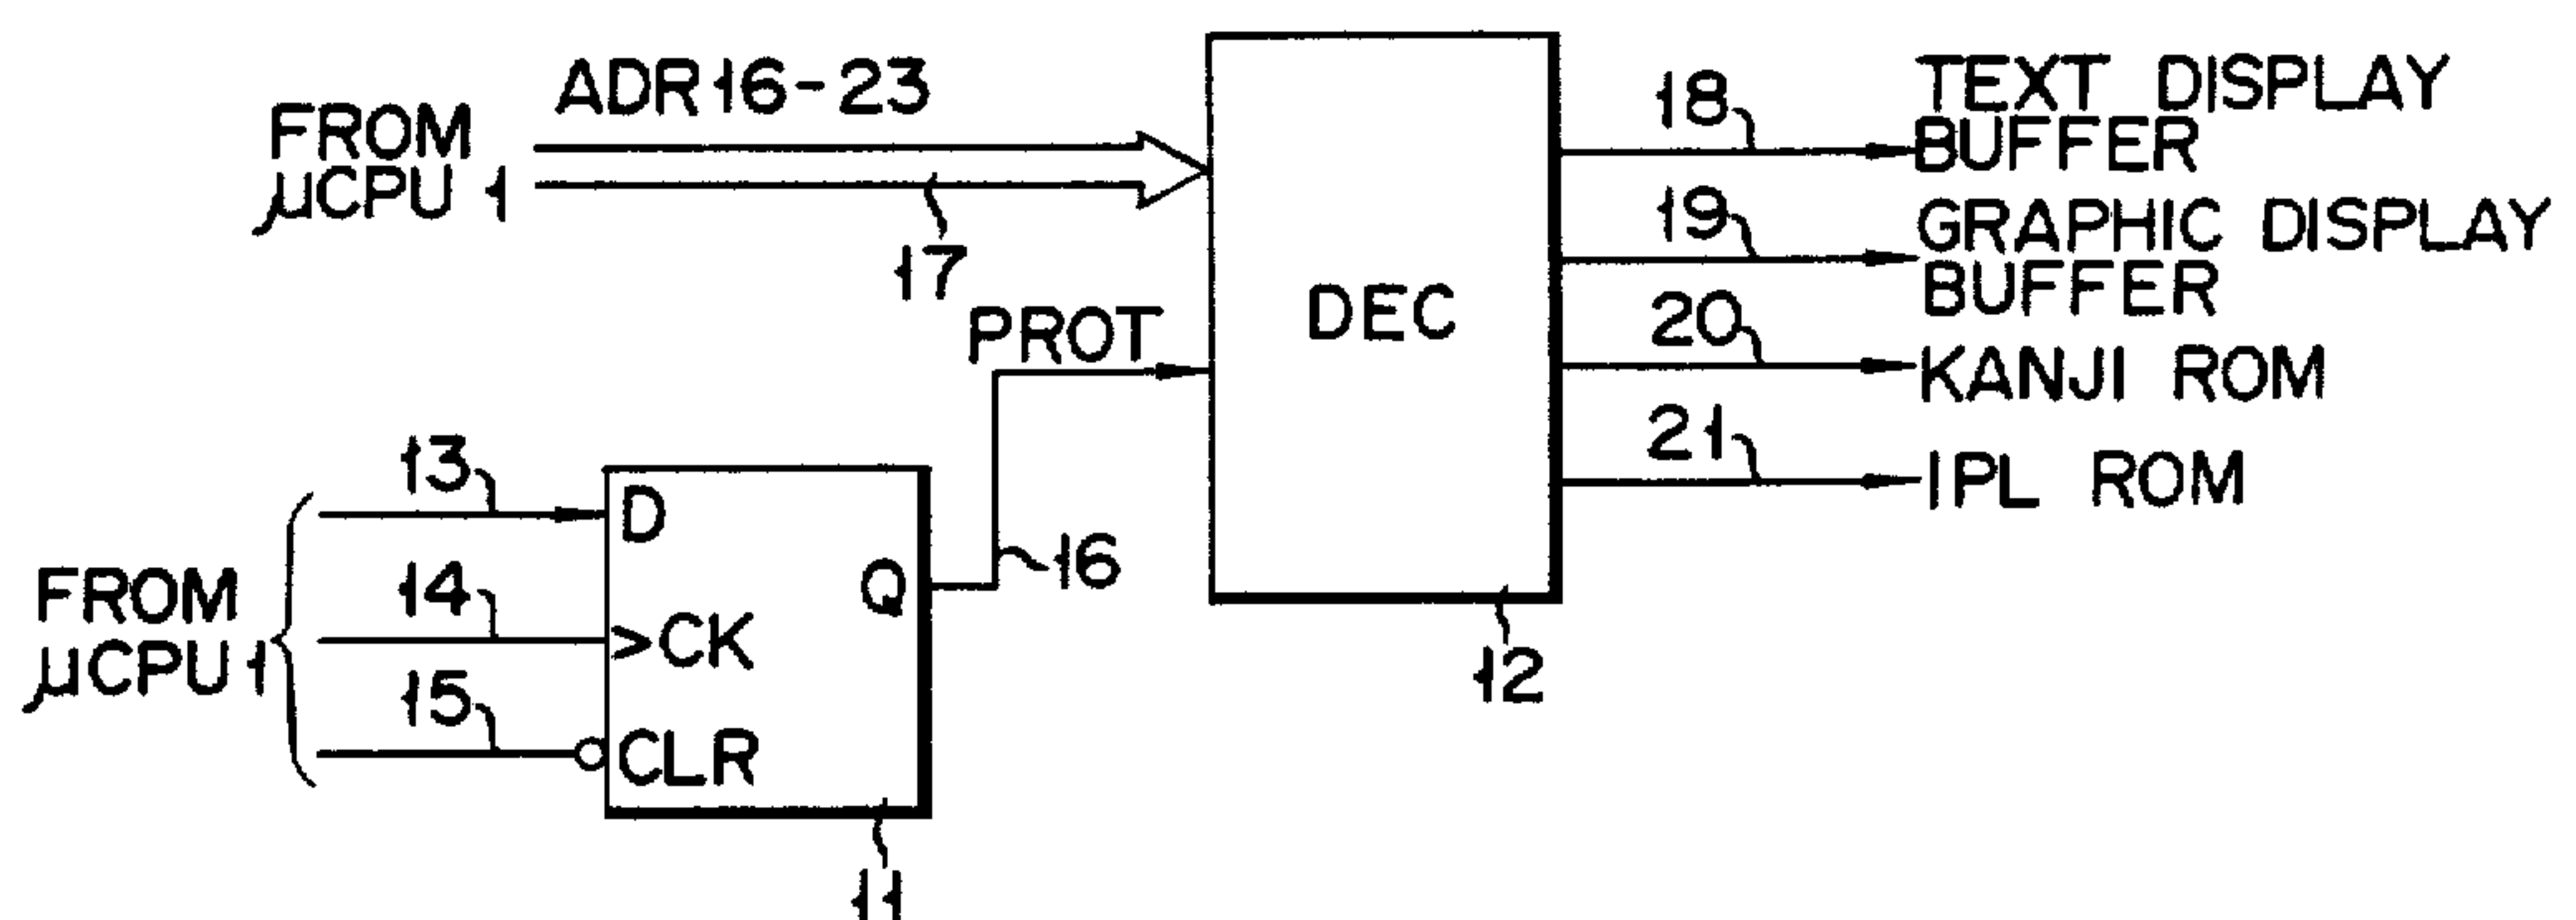 ADR16-23
FROM
μCPU 1
17
PROT
DEC
12
18
TEXT DISPLAY
BUFFER
19
GRAPHIC DISPLAY
BUFFER
20
KANJI ROM
21
IPL ROM
FROM
μCPU 1
13
D
14
>CK
15
CLR
Q
16
11